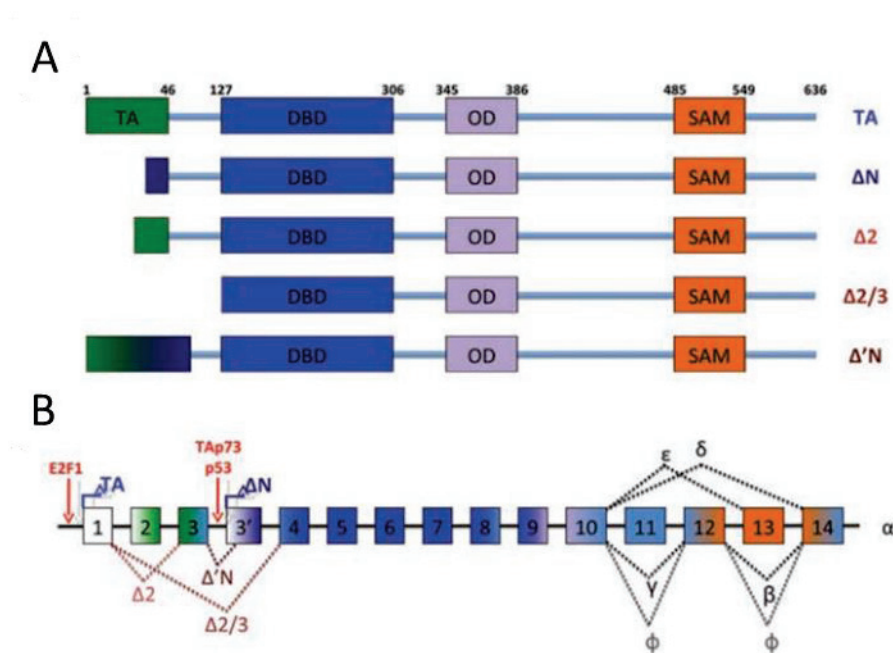 A
1 46 127 306 345 386 485 549 636
TA DBD OD SAM TA
DBD OD SAM ΔN
DBD OD SAM Δ2
DBD OD SAM Δ2/3
DBD OD SAM Δ'N
B
TAp73
E2F1 p53 ε δ
TA ΔN
1 2 3 3' 4 5 6 7 8 9 10 11 12 13 14 α
Δ'N
Δ2 γ β
Δ2/3
ϕ ϕ